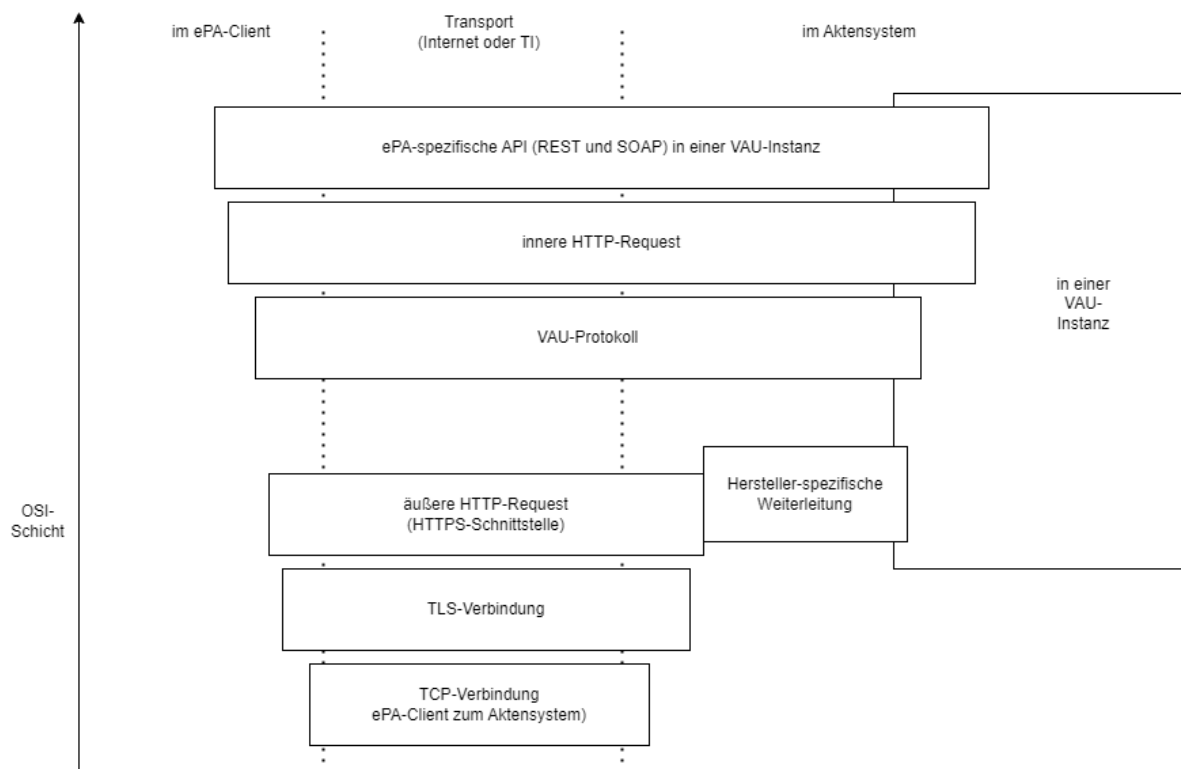 im ePA-Client
Transport
(Internet oder TI)
im Aktensystem
ePA-spezifische API (REST und SOAP) in einer VAU-Instanz
innere HTTP-Request
in einer
VAU-
Instanz
VAU-Protokoll
Hersteller-spezifische
Weiterleitung
äußere HTTP-Request
(HTTPS-Schnittstelle)
OSI-
Schicht
TLS-Verbindung
TCP-Verbindung
ePA-Client zum Aktensystem)